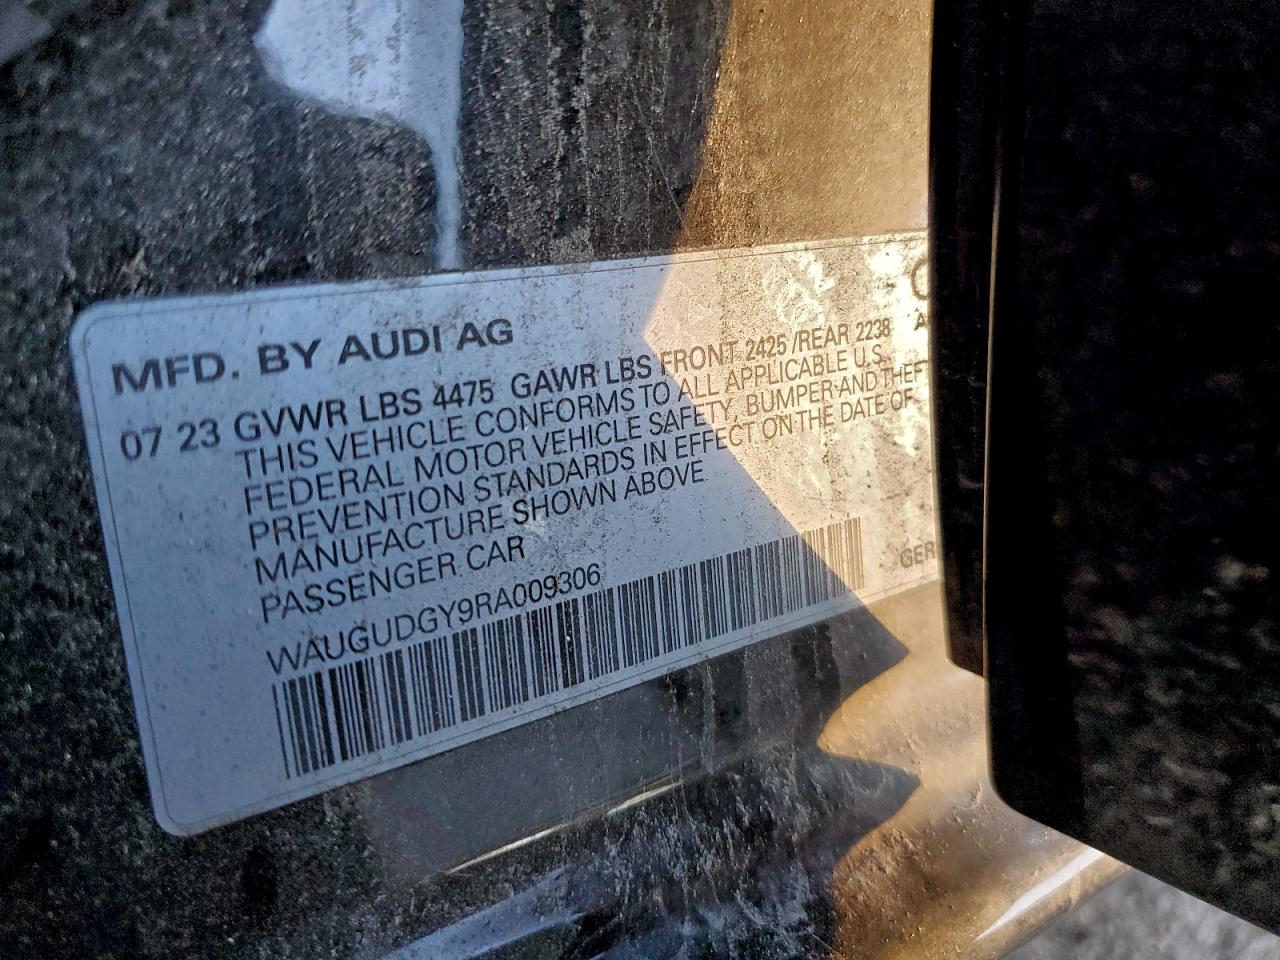 MFD. BY AUDI AG
07 23 GVWR LBS 4475 GAWR LBS FRONT 2425 /REAR 2238
THIS VEHICLE CONFORMS TO ALL APPLICABLE U.S.
FEDERAL MOTOR VEHICLE SAFETY, BUMPER AND THEFT
PREVENTION STANDARDS IN EFFECT ON THE DATE OF
MANUFACTURE SHOWN ABOVE
PASSENGER CAR
WAUGUDGY9RA009306
GER